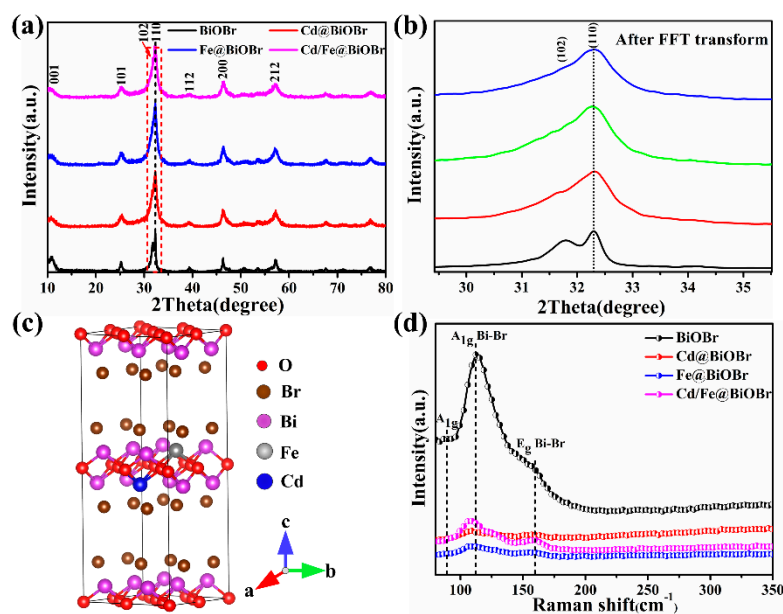 (a)
102
110
BiOBr
Cd@BiOBr
Fe@BiOBr
Cd/Fe@BiOBr
001
101
112
200
212
Intensity(a.u.)
10 20 30 40 50 60 70 80
2Theta(degree)
(b)
(102)
(110)
After FFT transform
Intensity(a.u.)
30 31 32 33 34 35
2Theta(degree)
(c)
O
Br
Bi
Fe
Cd
c
a
b
(d)
A1g Bi-Br
A1g
Eg Bi-Br
BiOBr
Cd@BiOBr
Fe@BiOBr
Cd/Fe@BiOBr
Intensity(a.u.)
100 150 200 250 300 350
Raman shift(cm-1)